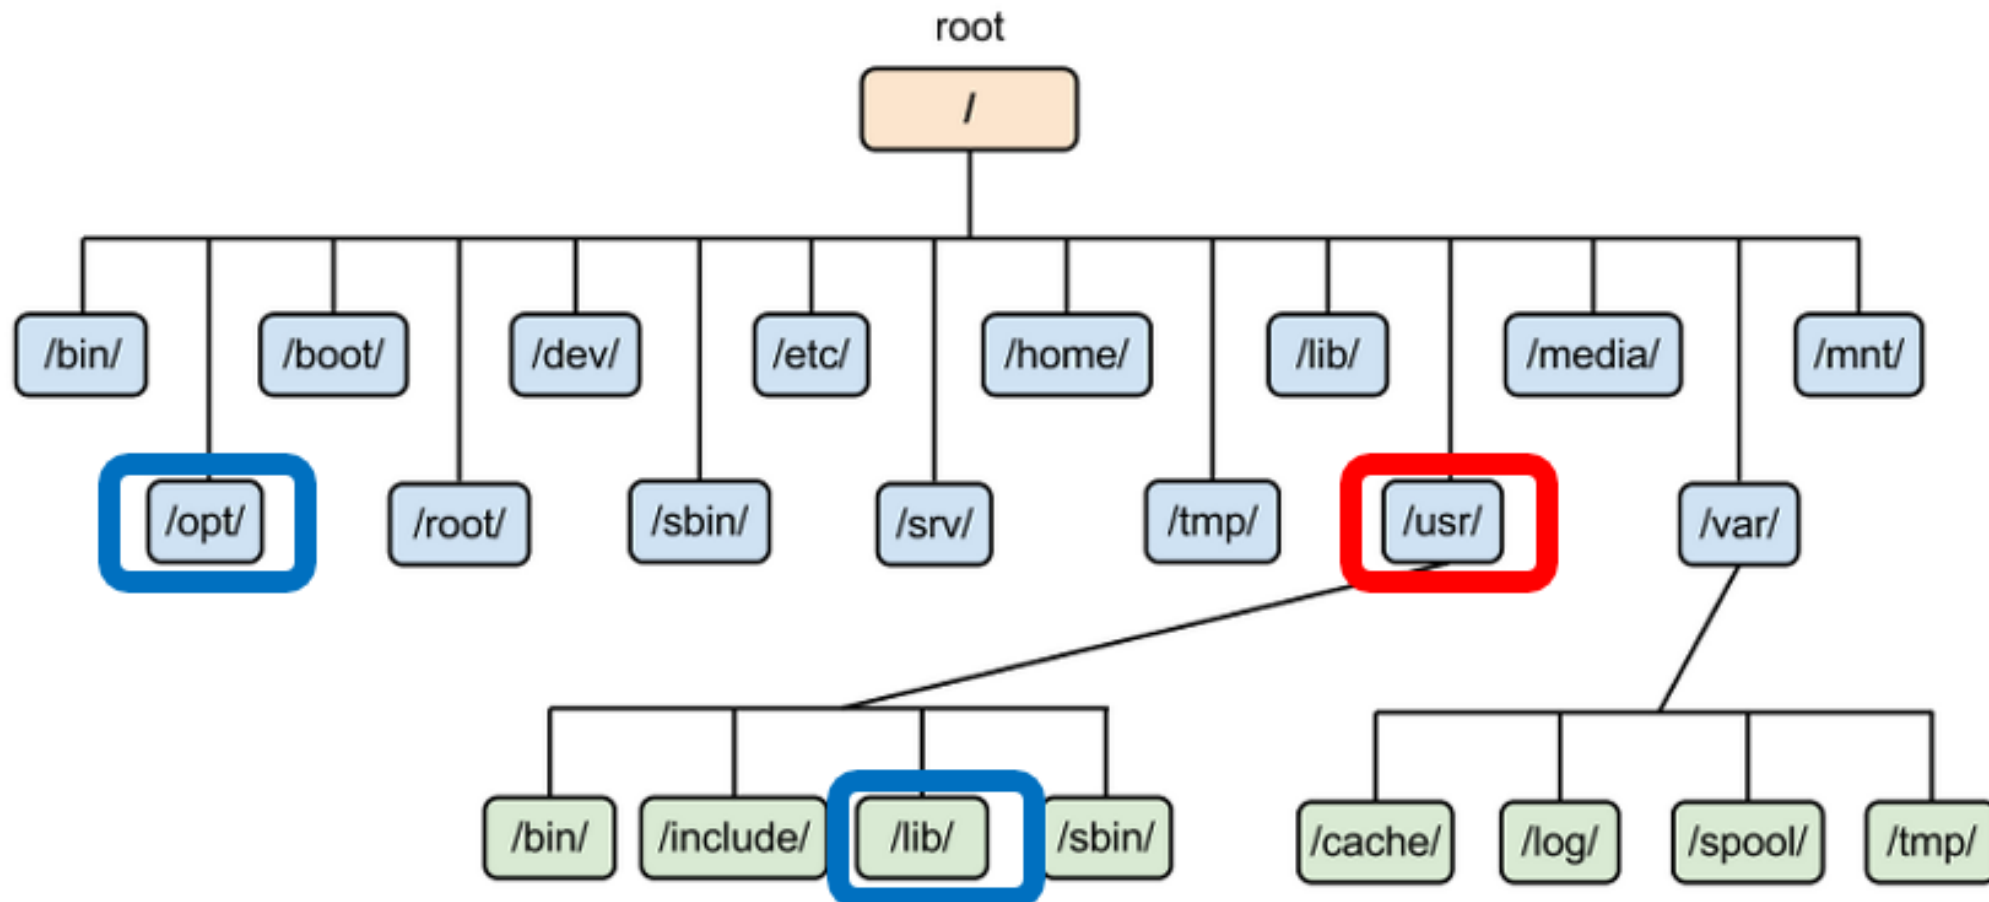 root
/
/bin/ /boot/ /dev/ /etc/ /home/ /lib/ /media/ /mnt/
/opt/ /root/ /sbin/ /srv/ /tmp/ /usr/ /var/
/bin/ /include/ /lib/ /sbin/ /cache/ /log/ /spool/ /tmp/